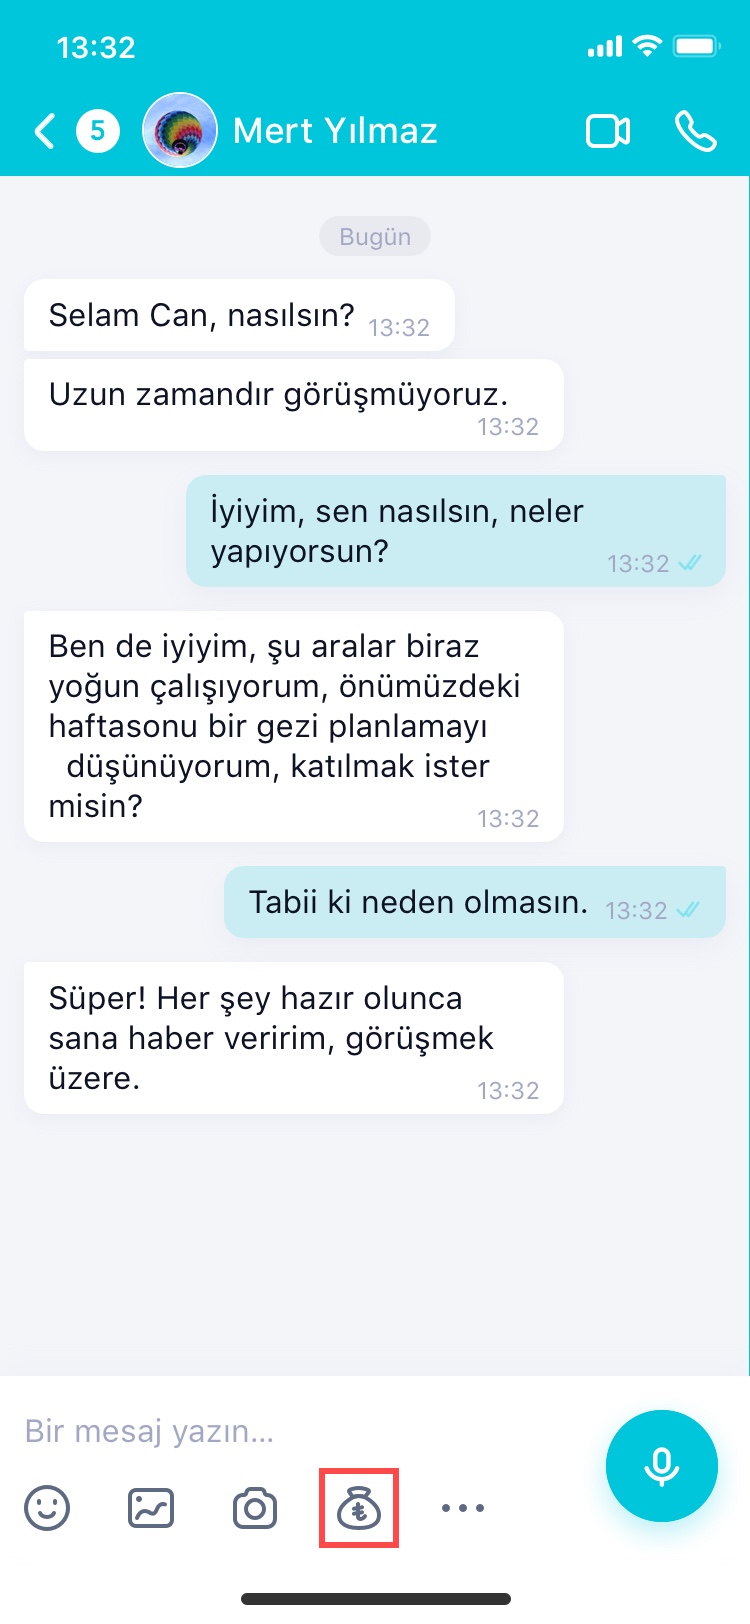 13:32
5
Mert Yılmaz
Bugün
Selam Can, nasılsın? 13:32
Uzun zamandır görüşmüyoruz.
13:32
İyiyim, sen nasılsın, neler
yapıyorsun? 13:32
Ben de iyiyim, şu aralar biraz
yoğun çalışıyorum, önümüzdeki
haftasonu bir gezi planlamayı
düşünüyorum, katılmak ister
misin? 13:32
Tabii ki neden olmasın. 13:32
Süper! Her şey hazır olunca
sana haber veririm, görüşmek
üzere. 13:32
Bir mesaj yazın...
₺